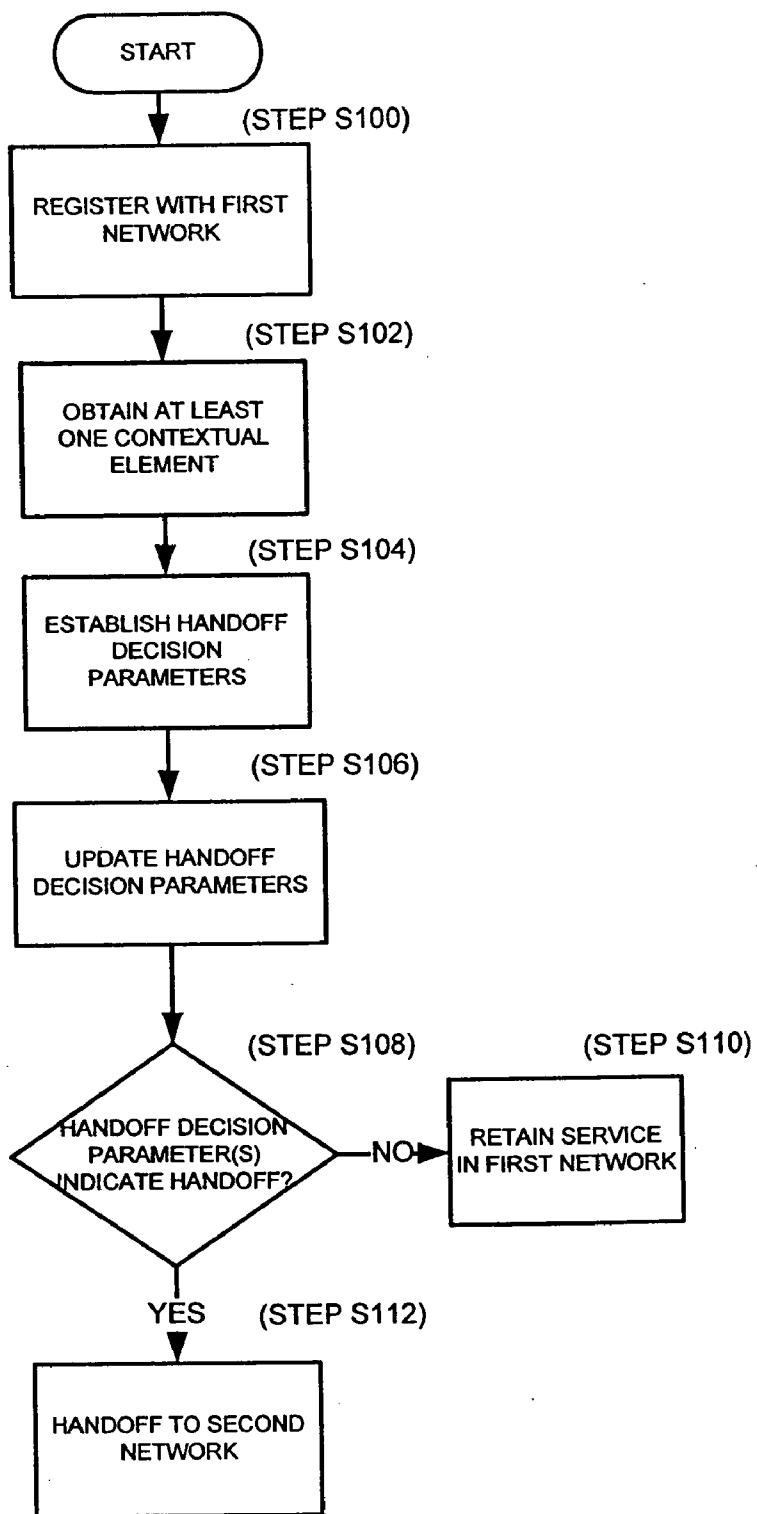 START
(STEP S100)
REGISTER WITH FIRST
NETWORK
(STEP S102)
OBTAIN AT LEAST
ONE CONTEXTUAL
ELEMENT
(STEP S104)
ESTABLISH HANDOFF
DECISION
PARAMETERS
(STEP S106)
UPDATE HANDOFF
DECISION PARAMETERS
(STEP S108)
HANDOFF DECISION
PARAMETER(S)
INDICATE HANDOFF?
NO
(STEP S110)
RETAIN SERVICE
IN FIRST NETWORK
YES
(STEP S112)
HANDOFF TO SECOND
NETWORK